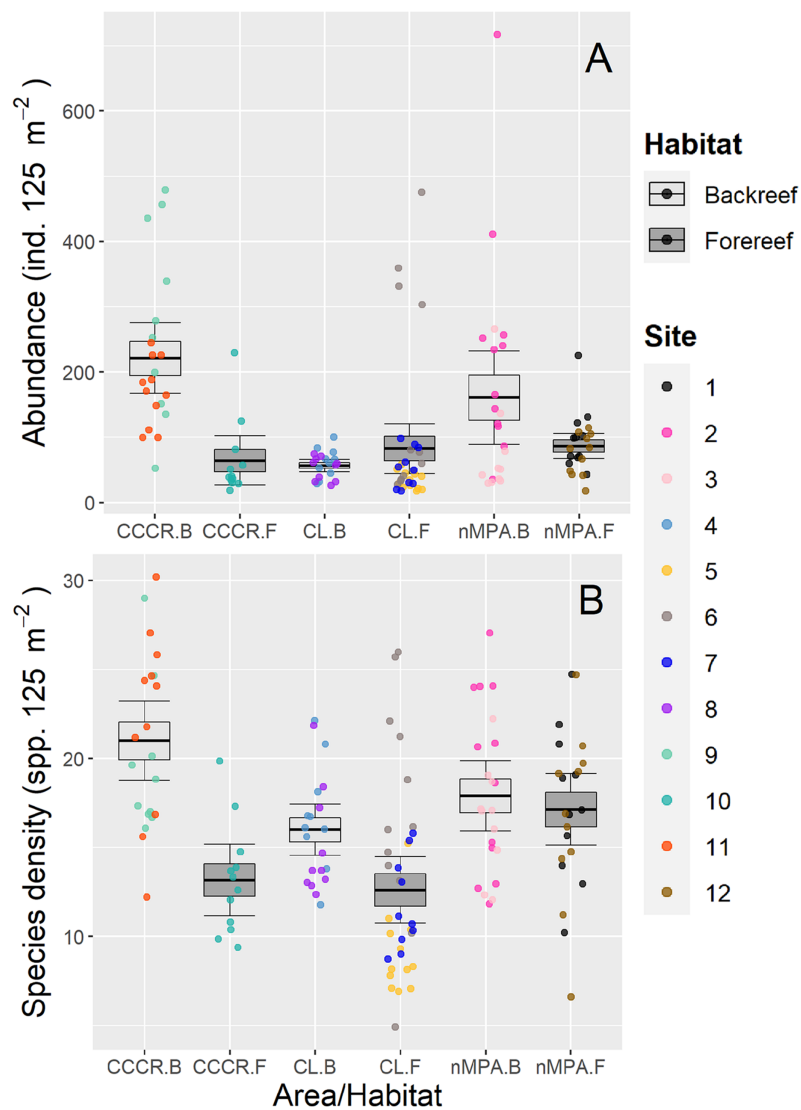 A
Abundance (ind. 125 m⁻²)
600
400
200
0
CCCR.B CCCR.F CL.B CL.F nMPA.B nMPA.F
B
Species density (spp. 125 m⁻²)
30
20
10
CCCR.B CCCR.F CL.B CL.F nMPA.B nMPA.F
Area/Habitat
Habitat
Backreef
Forereef
Site
1
2
3
4
5
6
7
8
9
10
11
12